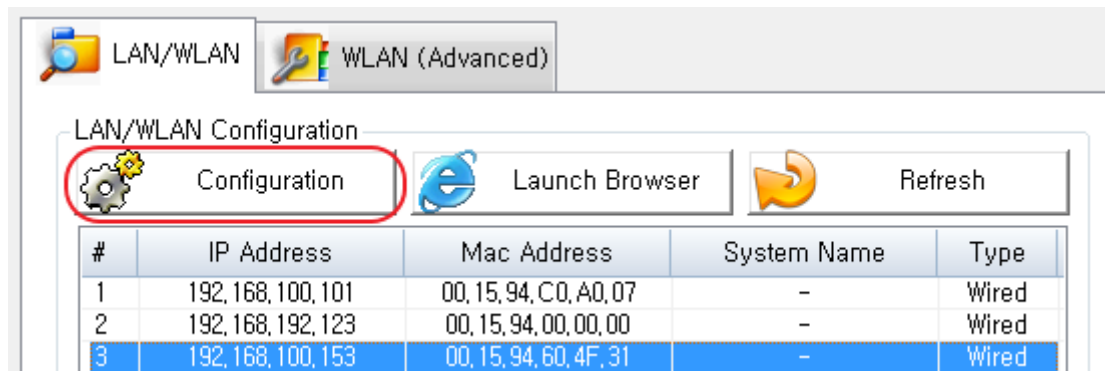 LAN/WLAN WLAN (Advanced)
LAN/WLAN Configuration
Configuration Launch Browser Refresh
# IP Address Mac Address System Name Type
1 192,168,100,101 00,15,94,C0,A0,07 - Wired
2 192,168,192,123 00,15,94,00,00,00 - Wired
3 192,168,100,153 00,15,94,60,4F,31 - Wired